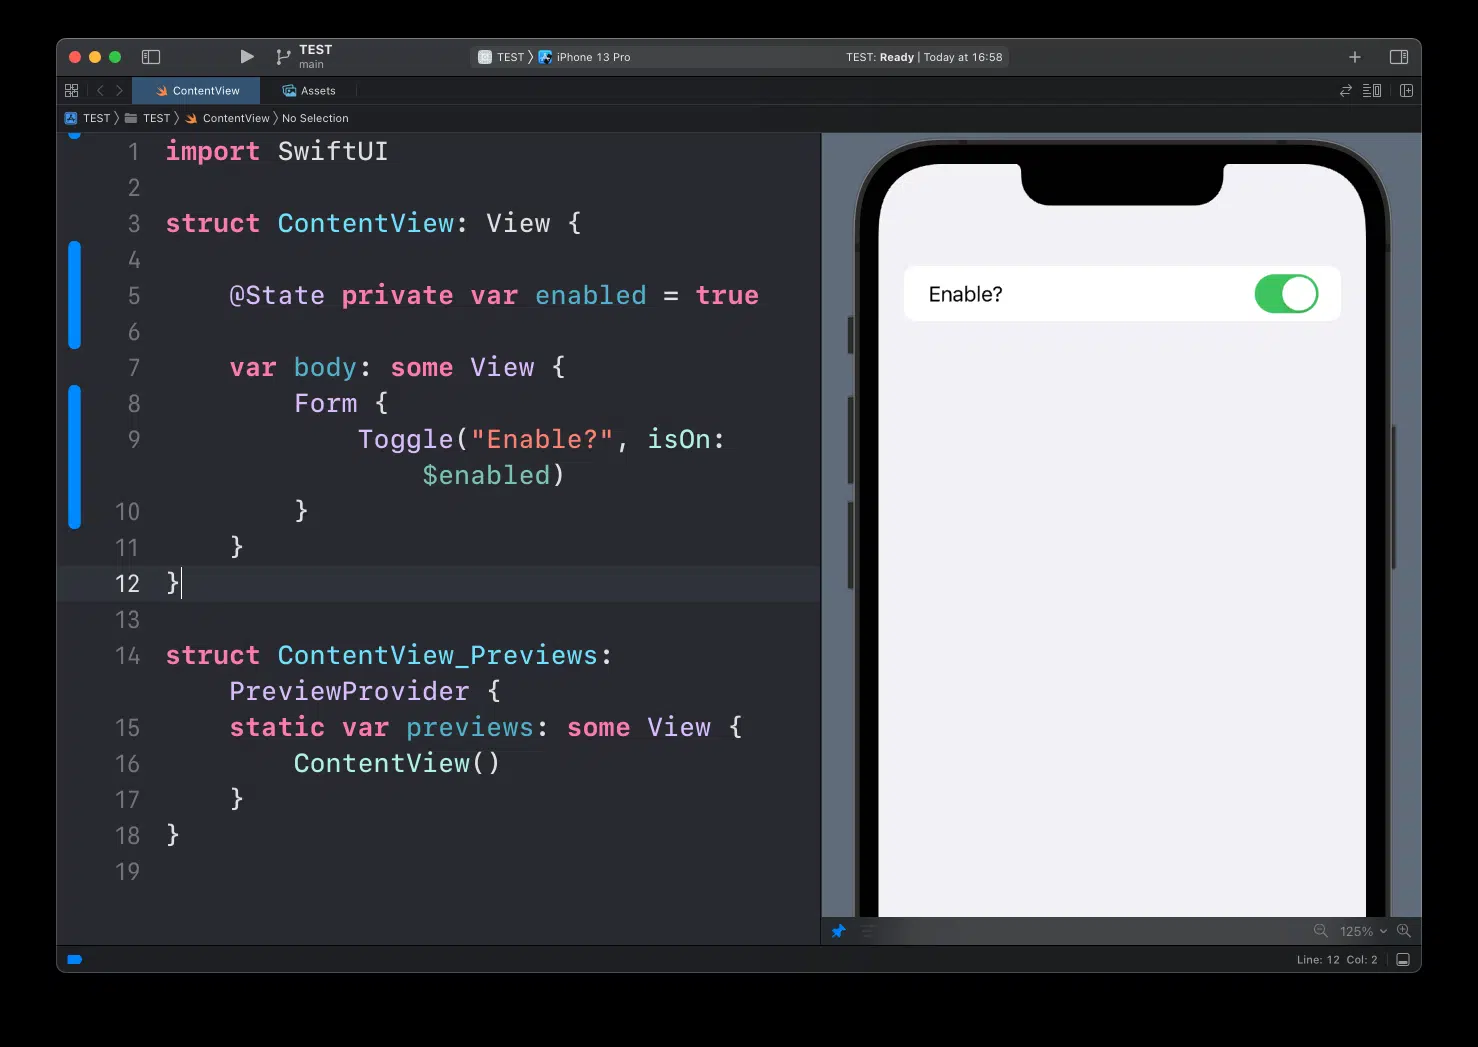 TEST
main
TEST 〉 iPhone 13 Pro
TEST: Ready | Today at 16:58
ContentView
Assets
TEST 〉 TEST 〉 ContentView 〉 No Selection
1 import SwiftUI
2
3 struct ContentView: View {
4
5     @State private var enabled = true
6
7     var body: some View {
8         Form {
9             Toggle("Enable?", isOn:
                $enabled)
10         }
11     }
12 }
13
14 struct ContentView_Previews:
    PreviewProvider {
15     static var previews: some View {
16         ContentView()
17     }
18 }
19
Enable?
125%
Line: 12 Col: 2